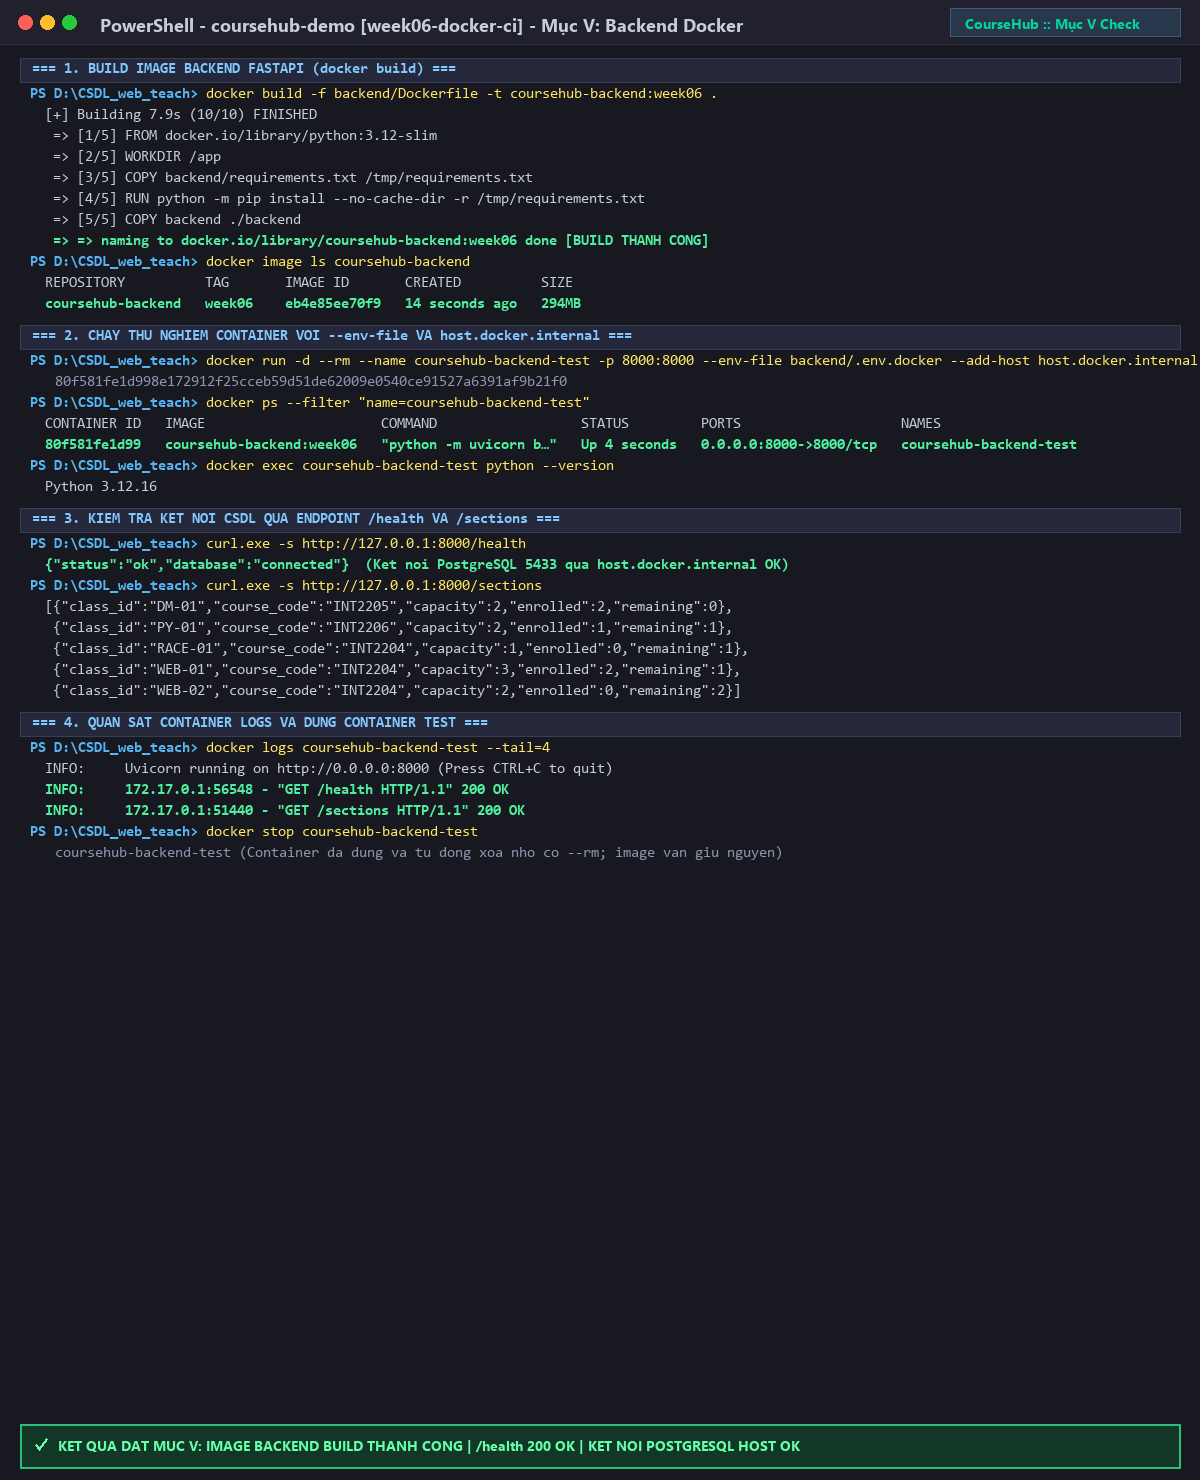 PowerShell - coursehub-demo [week06-docker-ci] - Mục V: Backend Docker
CourseHub :: Mục V Check
=== 1. BUILD IMAGE BACKEND FASTAPI (docker build) ===
PS D:\CSDL_web_teach> docker build -f backend/Dockerfile -t coursehub-backend:week06 .
[+] Building 7.9s (10/10) FINISHED
=> [1/5] FROM docker.io/library/python:3.12-slim
=> [2/5] WORKDIR /app
=> [3/5] COPY backend/requirements.txt /tmp/requirements.txt
=> [4/5] RUN python -m pip install --no-cache-dir -r /tmp/requirements.txt
=> [5/5] COPY backend ./backend
=> => naming to docker.io/library/coursehub-backend:week06 done [BUILD THANH CONG]
PS D:\CSDL_web_teach> docker image ls coursehub-backend
REPOSITORY          TAG       IMAGE ID       CREATED          SIZE
coursehub-backend   week06    eb4e85ee70f9   14 seconds ago   294MB
=== 2. CHAY THU NGHIEM CONTAINER VOI --env-file VA host.docker.internal ===
PS D:\CSDL_web_teach> docker run -d --rm --name coursehub-backend-test -p 8000:8000 --env-file backend/.env.docker --add-host host.docker.internal
80f581fe1d998e172912f25cceb59d51de62009e0540ce91527a6391af9b21f0
PS D:\CSDL_web_teach> docker ps --filter "name=coursehub-backend-test"
CONTAINER ID   IMAGE                      COMMAND                  STATUS         PORTS                    NAMES
80f581fe1d99   coursehub-backend:week06   "python -m uvicorn b…"   Up 4 seconds   0.0.0.0:8000->8000/tcp   coursehub-backend-test
PS D:\CSDL_web_teach> docker exec coursehub-backend-test python --version
Python 3.12.16
=== 3. KIEM TRA KET NOI CSDL QUA ENDPOINT /health VA /sections ===
PS D:\CSDL_web_teach> curl.exe -s http://127.0.0.1:8000/health
{"status":"ok","database":"connected"}  (Ket noi PostgreSQL 5433 qua host.docker.internal OK)
PS D:\CSDL_web_teach> curl.exe -s http://127.0.0.1:8000/sections
[{"class_id":"DM-01","course_code":"INT2205","capacity":2,"enrolled":2,"remaining":0},
{"class_id":"PY-01","course_code":"INT2206","capacity":2,"enrolled":1,"remaining":1},
{"class_id":"RACE-01","course_code":"INT2204","capacity":1,"enrolled":0,"remaining":1},
{"class_id":"WEB-01","course_code":"INT2204","capacity":3,"enrolled":2,"remaining":1},
{"class_id":"WEB-02","course_code":"INT2204","capacity":2,"enrolled":0,"remaining":2}]
=== 4. QUAN SAT CONTAINER LOGS VA DUNG CONTAINER TEST ===
PS D:\CSDL_web_teach> docker logs coursehub-backend-test --tail=4
INFO:     Uvicorn running on http://0.0.0.0:8000 (Press CTRL+C to quit)
INFO:     172.17.0.1:56548 - "GET /health HTTP/1.1" 200 OK
INFO:     172.17.0.1:51440 - "GET /sections HTTP/1.1" 200 OK
PS D:\CSDL_web_teach> docker stop coursehub-backend-test
coursehub-backend-test (Container da dung va tu dong xoa nho co --rm; image van giu nguyen)
✓ KET QUA DAT MUC V: IMAGE BACKEND BUILD THANH CONG | /health 200 OK | KET NOI POSTGRESQL HOST OK